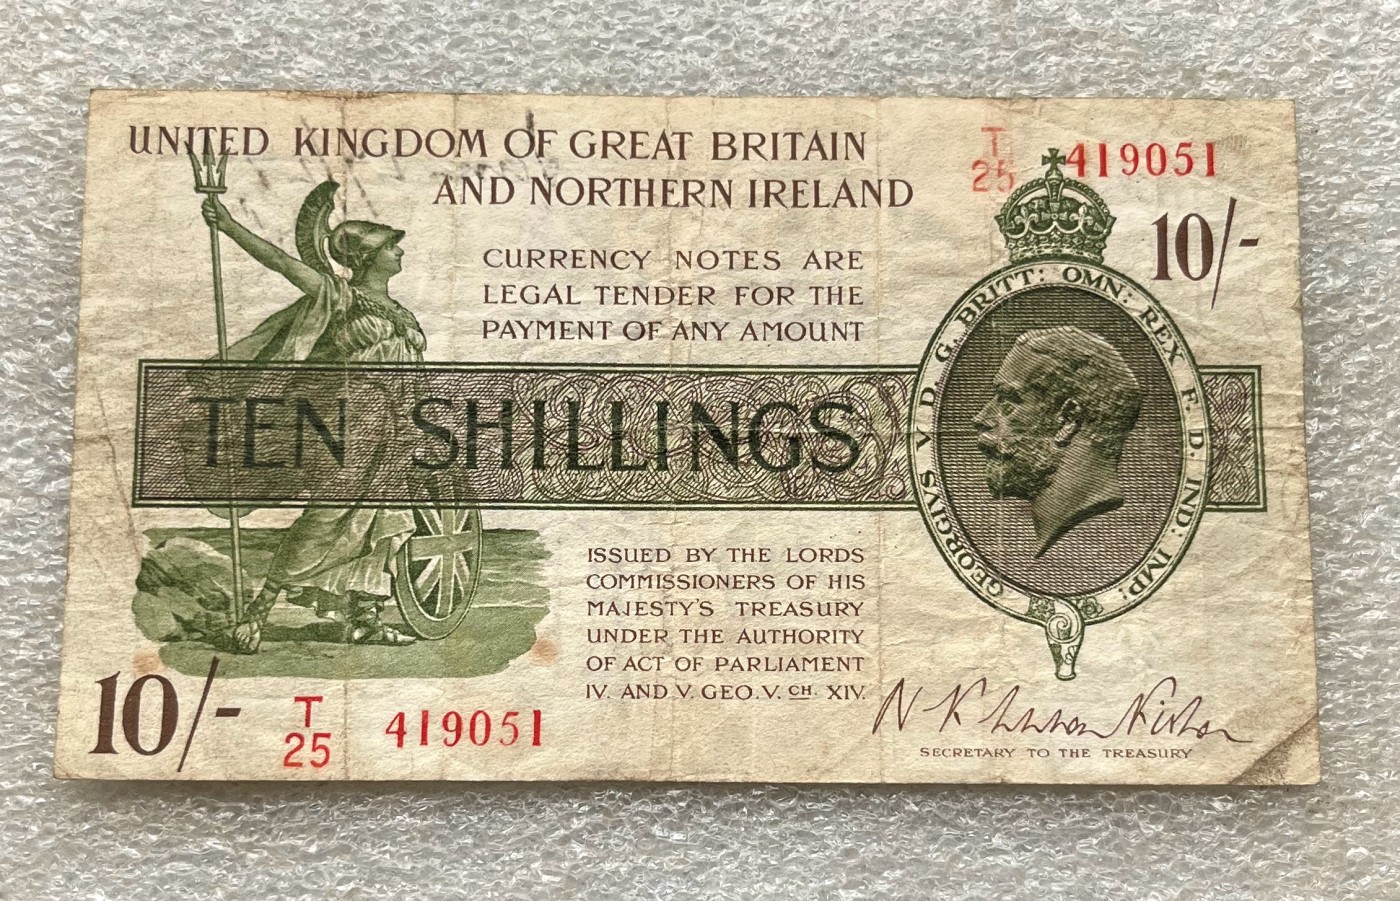 UNITED KINGDOM OF GREAT BRITAIN
AND NORTHERN IRELAND
T
25
419051
10/-
CURRENCY NOTES ARE
LEGAL TENDER FOR THE
PAYMENT OF ANY AMOUNT
GEORGIVS V D. G. BRITT: OMN: REX F. D. IND: IMP:
TEN SHILLINGS
ISSUED BY THE LORDS
COMMISSIONERS OF HIS
MAJESTY'S TREASURY
UNDER THE AUTHORITY
OF ACT OF PARLIAMENT
IV. AND V. GEO. V. CH. XIV.
10/-
T
25
419051
SECRETARY TO THE TREASURY